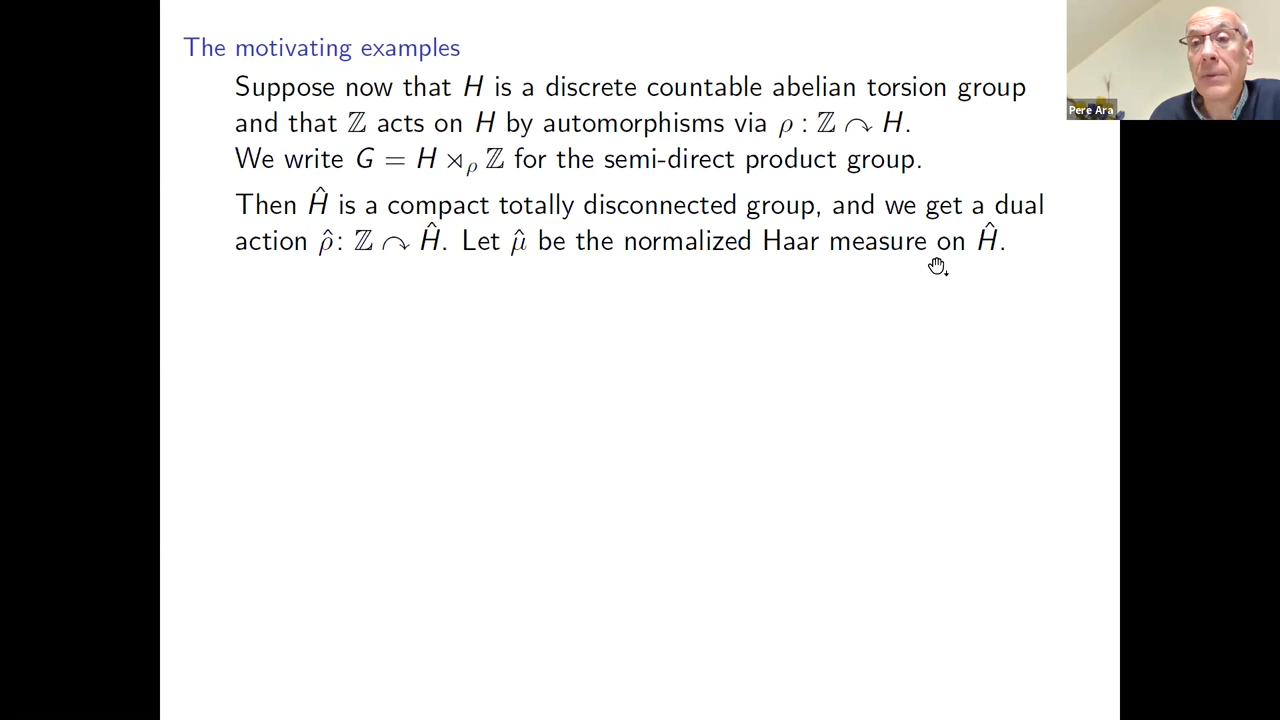 The motivating examples
Suppose now that H is a discrete countable abelian torsion group
and that ℤ acts on H by automorphisms via ρ : ℤ ↷ H.
We write G = H ⋊ρ ℤ for the semi-direct product group.
Then Ĥ is a compact totally disconnected group, and we get a dual
action ρ̂ : ℤ ↷ Ĥ. Let μ̂ be the normalized Haar measure on Ĥ.
Pere Ara